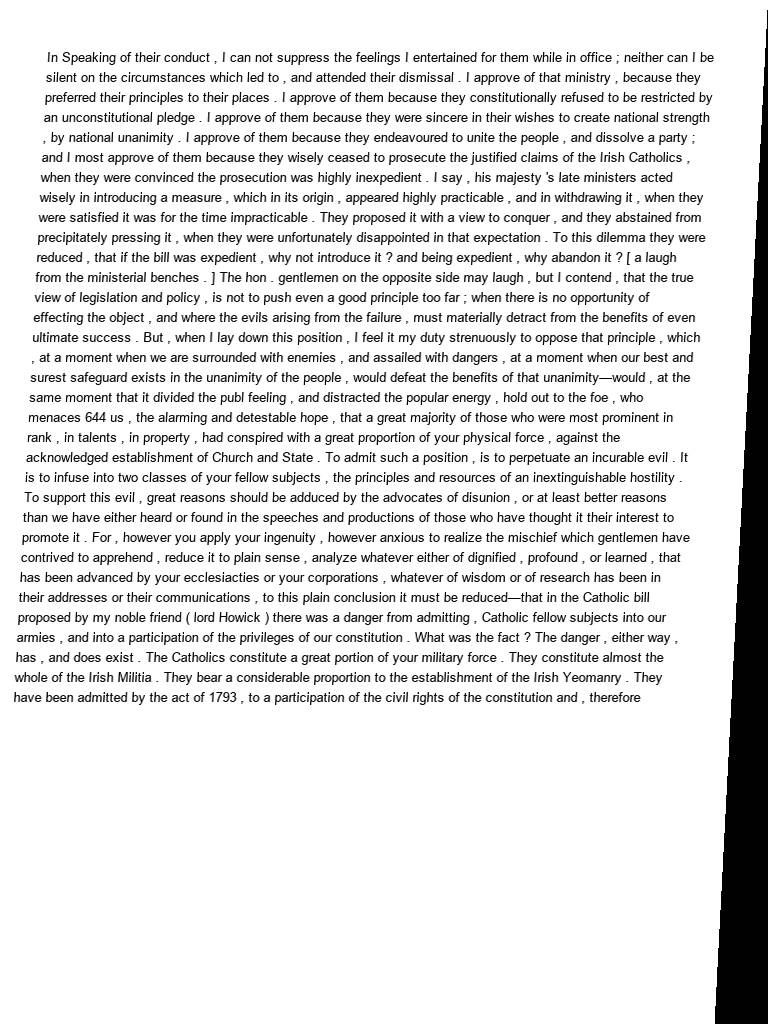 In Speaking of their conduct , I can not suppress the feelings I entertained for them while in office ; neither can I be
silent on the circumstances which led to , and attended their dismissal . I approve of that ministry , because they
preferred their principles to their places . I approve of them because they constitutionally refused to be restricted by
an unconstitutional pledge . I approve of them because they were sincere in their wishes to create national strength
, by national unanimity . I approve of them because they endeavoured to unite the people , and dissolve a party ;
and I most approve of them because they wisely ceased to prosecute the justified claims of the Irish Catholics ,
when they were convinced the prosecution was highly inexpedient . I say , his majesty 's late ministers acted
wisely in introducing a measure , which in its origin , appeared highly practicable , and in withdrawing it , when they
were satisfied it was for the time impracticable . They proposed it with a view to conquer , and they abstained from
precipitately pressing it , when they were unfortunately disappointed in that expectation . To this dilemma they were
reduced , that if the bill was expedient , why not introduce it ? and being expedient , why abandon it ? [ a laugh
from the ministerial benches . ] The hon . gentlemen on the opposite side may laugh , but I contend , that the true
view of legislation and policy , is not to push even a good principle too far ; when there is no opportunity of
effecting the object , and where the evils arising from the failure , must materially detract from the benefits of even
ultimate success . But , when I lay down this position , I feel it my duty strenuously to oppose that principle , which
, at a moment when we are surrounded with enemies , and assailed with dangers , at a moment when our best and
surest safeguard exists in the unanimity of the people , would defeat the benefits of that unanimity—would , at the
same moment that it divided the publ feeling , and distracted the popular energy , hold out to the foe , who
menaces 644 us , the alarming and detestable hope , that a great majority of those who were most prominent in
rank , in talents , in property , had conspired with a great proportion of your physical force , against the
acknowledged establishment of Church and State . To admit such a position , is to perpetuate an incurable evil . It
is to infuse into two classes of your fellow subjects , the principles and resources of an inextinguishable hostility .
To support this evil , great reasons should be adduced by the advocates of disunion , or at least better reasons
than we have either heard or found in the speeches and productions of those who have thought it their interest to
promote it . For , however you apply your ingenuity , however anxious to realize the mischief which gentlemen have
contrived to apprehend , reduce it to plain sense , analyze whatever either of dignified , profound , or learned , that
has been advanced by your ecclesiacties or your corporations , whatever of wisdom or of research has been in
their addresses or their communications , to this plain conclusion it must be reduced—that in the Catholic bill
proposed by my noble friend ( lord Howick ) there was a danger from admitting , Catholic fellow subjects into our
armies , and into a participation of the privileges of our constitution . What was the fact ? The danger , either way ,
has , and does exist . The Catholics constitute a great portion of your military force . They constitute almost the
whole of the Irish Militia . They bear a considerable proportion to the establishment of the Irish Yeomanry . They
have been admitted by the act of 1793 , to a participation of the civil rights of the constitution and , therefore